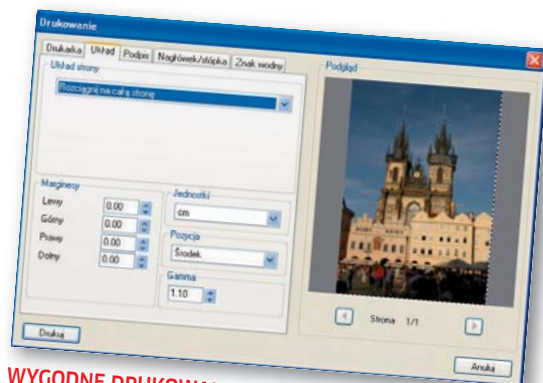 Drukowanie
Drukarka Układ Podpis Nagłówek/stópka Znak wodny
Układ strony
Rozciągnij na całą stronę
Marginesy
Lewy 0.00
Górny 0.00
Prawy 0.00
Dolny 0.00
Jednostki
cm
Pozycja
Środek
Gamma
1.10
Podgląd
Strona 1/1
Drukuj
Anuluj
WYGODNE